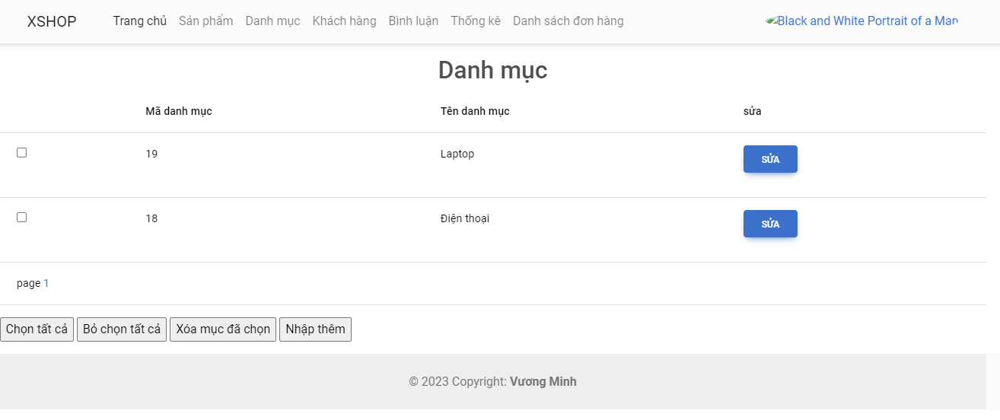 XSHOP Trang chủ Sản phẩm Danh mục Khách hàng Bình luận Thống kê Danh sách đơn hàng Black and White Portrait of a
Danh mục
Mã danh mục Tên danh mục sửa
19 Laptop SỬA
18 Điện thoại SỬA
page 1
Chọn tất cả Bỏ chọn tất cả Xóa mục đã chọn Nhập thêm
© 2023 Copyright: Vương Minh